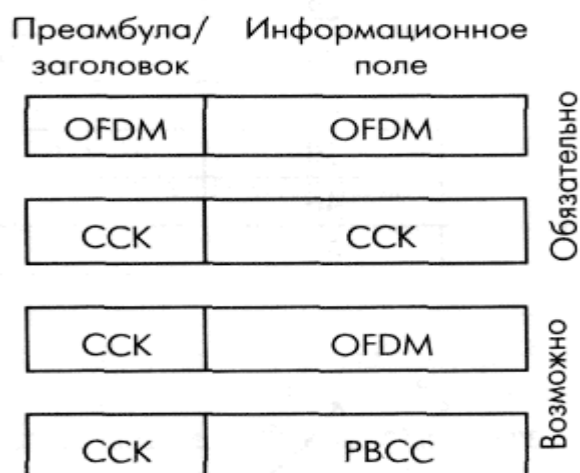 Преамбула/ Информационное
заголовок поле
OFDM OFDM
CCK CCK
Обязательно
CCK OFDM
CCK PBCC
Возможно